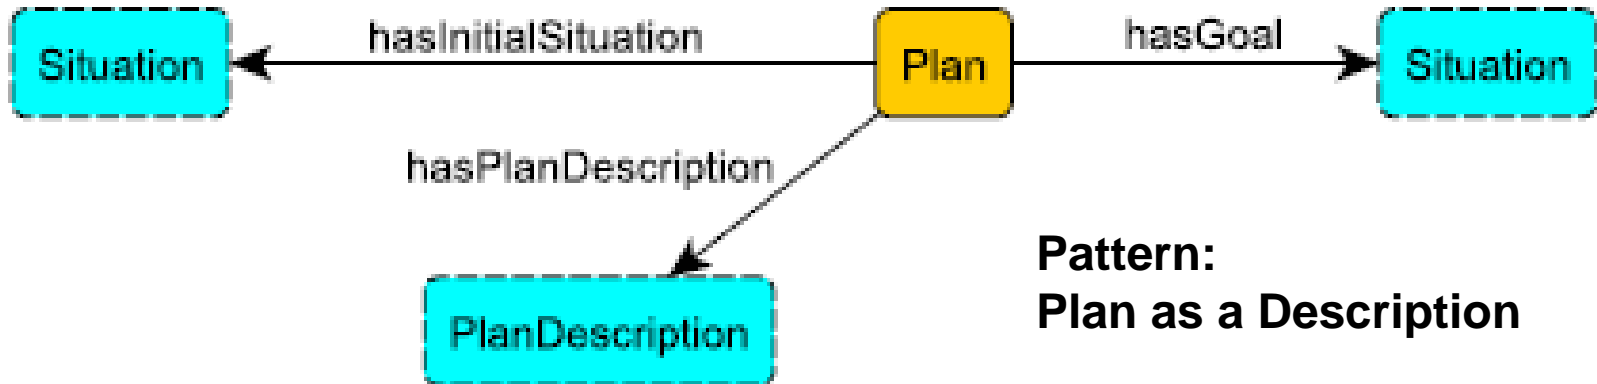 Situation
hasInitialSituation
Plan
hasGoal
Situation
hasPlanDescription
PlanDescription
Pattern:
Plan as a Description